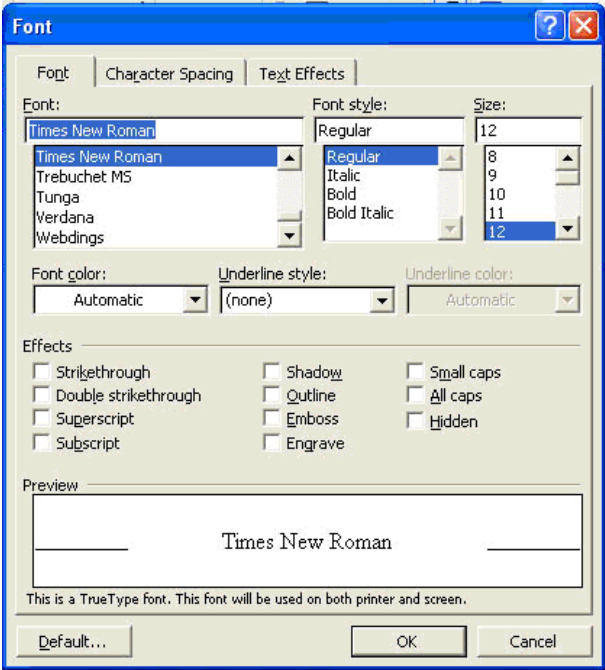 Font
Font Character Spacing Text Effects
Font: Font style: Size:
Times New Roman Regular 12
Times New Roman Regular 8
Trebuchet MS Italic 9
Tunga Bold 10
Verdana Bold Italic 11
Webdings 12
Font color: Underline style: Underline color:
Automatic (none) Automatic
Effects
Strikethrough Shadow Small caps
Double strikethrough Outline All caps
Superscript Emboss Hidden
Subscript Engrave
Preview
Times New Roman
This is a TrueType font. This font will be used on both printer and screen.
Default... OK Cancel